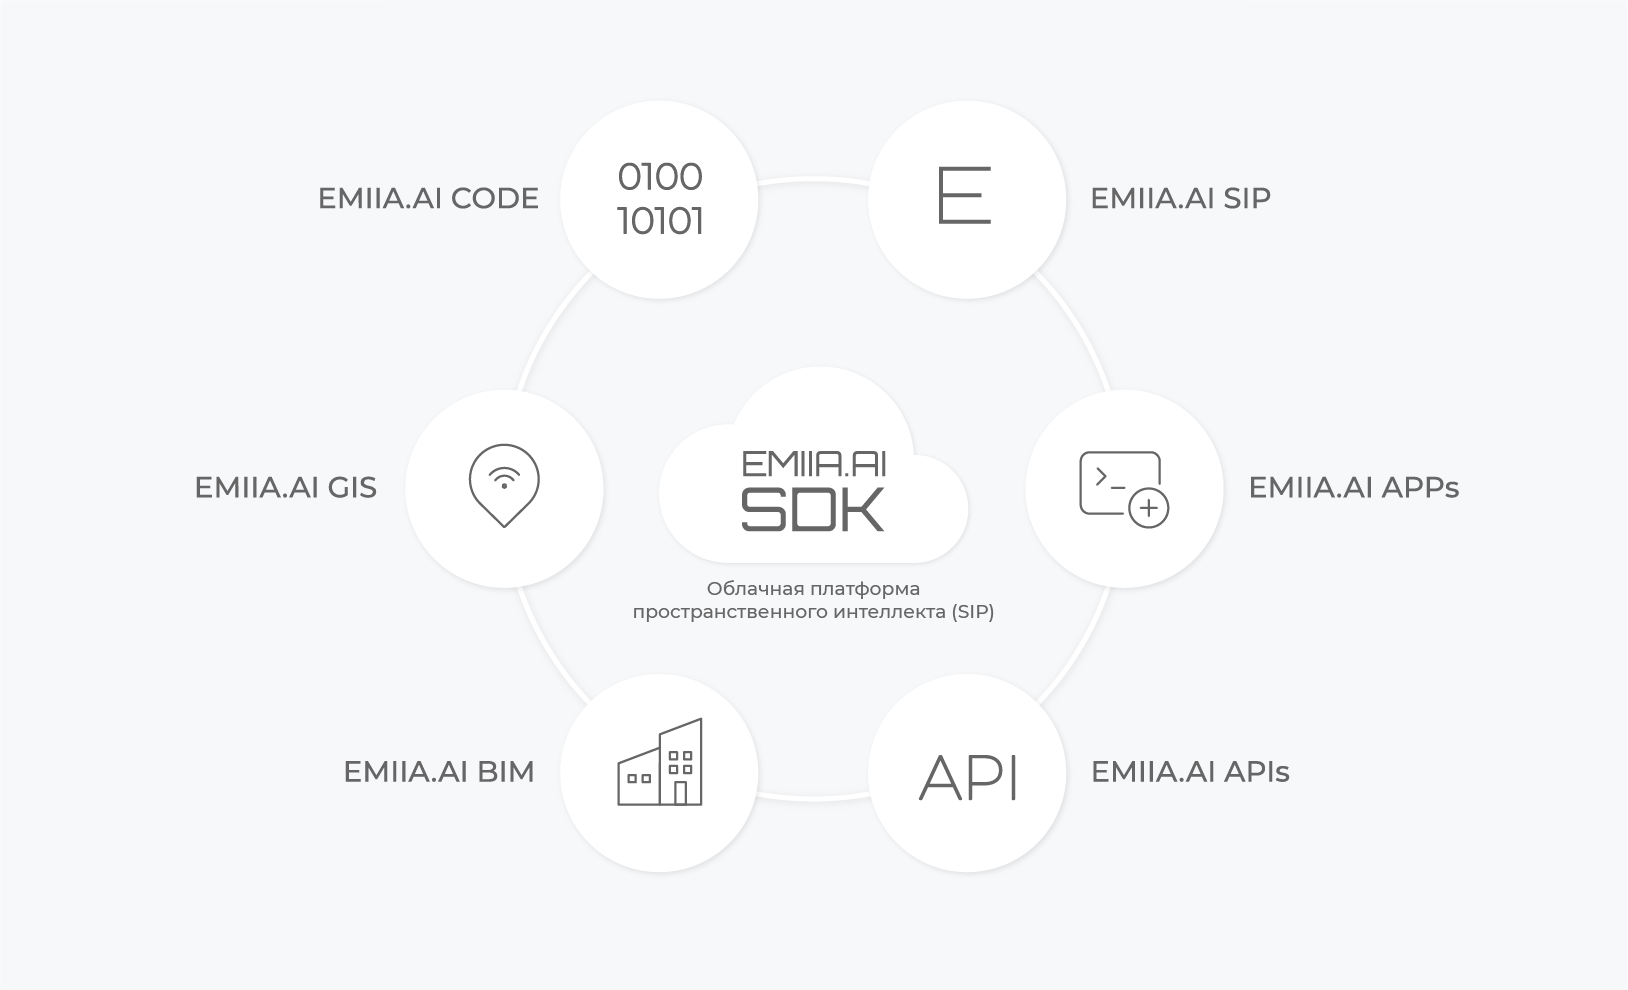 EMIIA.AI CODE
0100
10101
E
EMIIA.AI SIP
EMIIA.AI GIS
EMIIA.AI
SDK
Облачная платформа
пространственного интеллекта (SIP)
>_
+
EMIIA.AI APPs
EMIIA.AI BIM
API
EMIIA.AI APIs